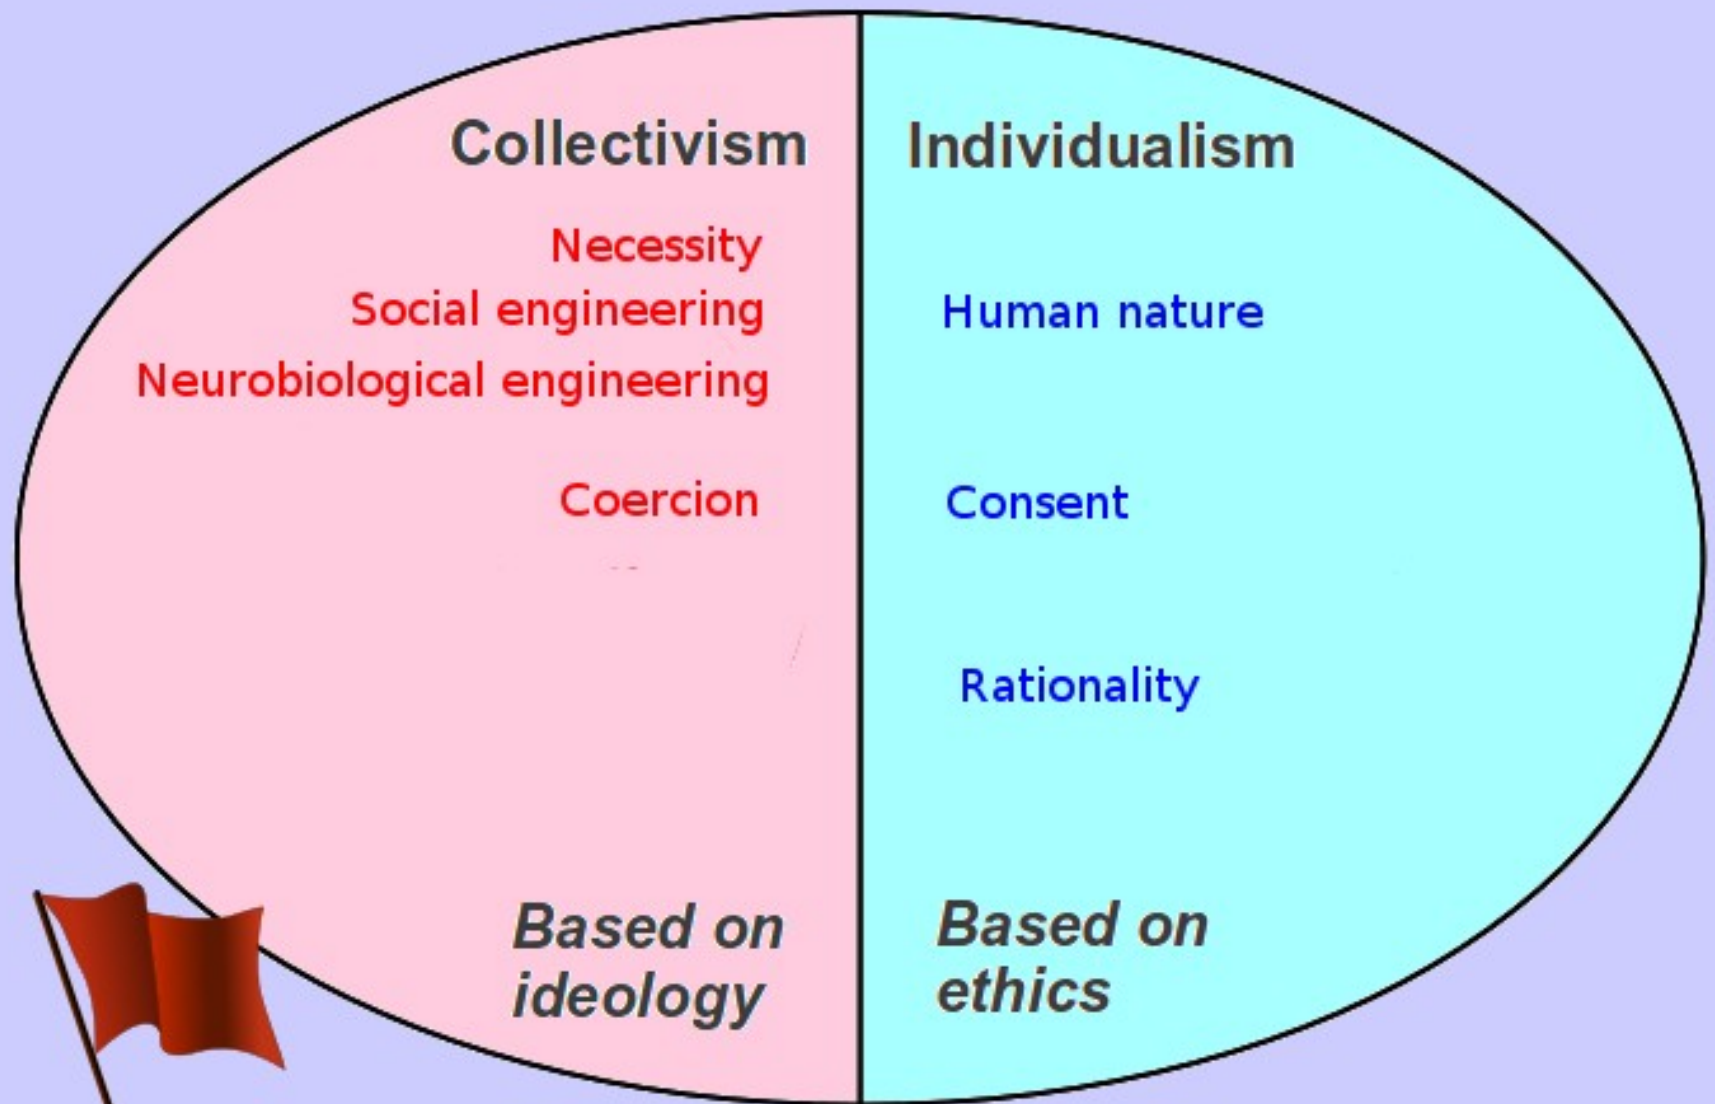 Collectivism
Individualism
Necessity
Social engineering
Human nature
Neurobiological engineering
Coercion
Consent
Rationality
Based on
ideology
Based on
ethics